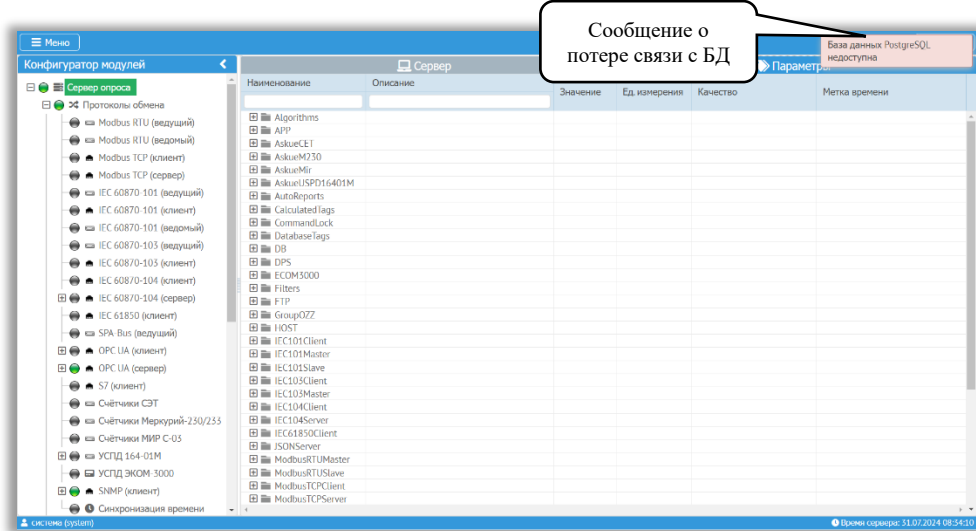 Сообщение о
потере связи с БД
Меню
База данных PostgreSQL
недоступна
Конфигуратор модулей
Сервер
Параметры
Наименование
Описание
Значение
Ед. измерения
Качество
Метка времени
Сервер опроса
Протоколы обмена
Modbus RTU (ведущий)
Modbus RTU (ведомый)
Modbus TCP (клиент)
Modbus TCP (сервер)
IEC 60870-101 (ведущий)
IEC 60870-101 (клиент)
IEC 60870-101 (ведомый)
IEC 60870-103 (ведущий)
IEC 60870-103 (клиент)
IEC 60870-104 (клиент)
IEC 60870-104 (сервер)
IEC 61850 (клиент)
SPA-Bus (ведущий)
OPC UA (клиент)
OPC UA (сервер)
S7 (клиент)
Счётчики СЭТ
Счётчики Меркурий-230/233
Счётчики МИР С-03
УСПД 164-01М
УСПД ЭКОМ-3000
SNMP (клиент)
Синхронизация времени
Algorithms
APP
AskueCET
AskueM230
AskueMir
AskueUSPD16401M
AutoReports
CalculatedTags
CommandLock
DatabaseTags
DB
DPS
ECOM3000
Filters
FTP
GroupOZZ
HOST
IEC101Client
IEC101Master
IEC101Slave
IEC103Client
IEC103Master
IEC104Client
IEC104Server
IEC61850Client
JSONServer
ModbusRTUMaster
ModbusRTUSlave
ModbusTCPClient
ModbusTCPServer
система (system)
Время сервера: 31.07.2024 08:34:10